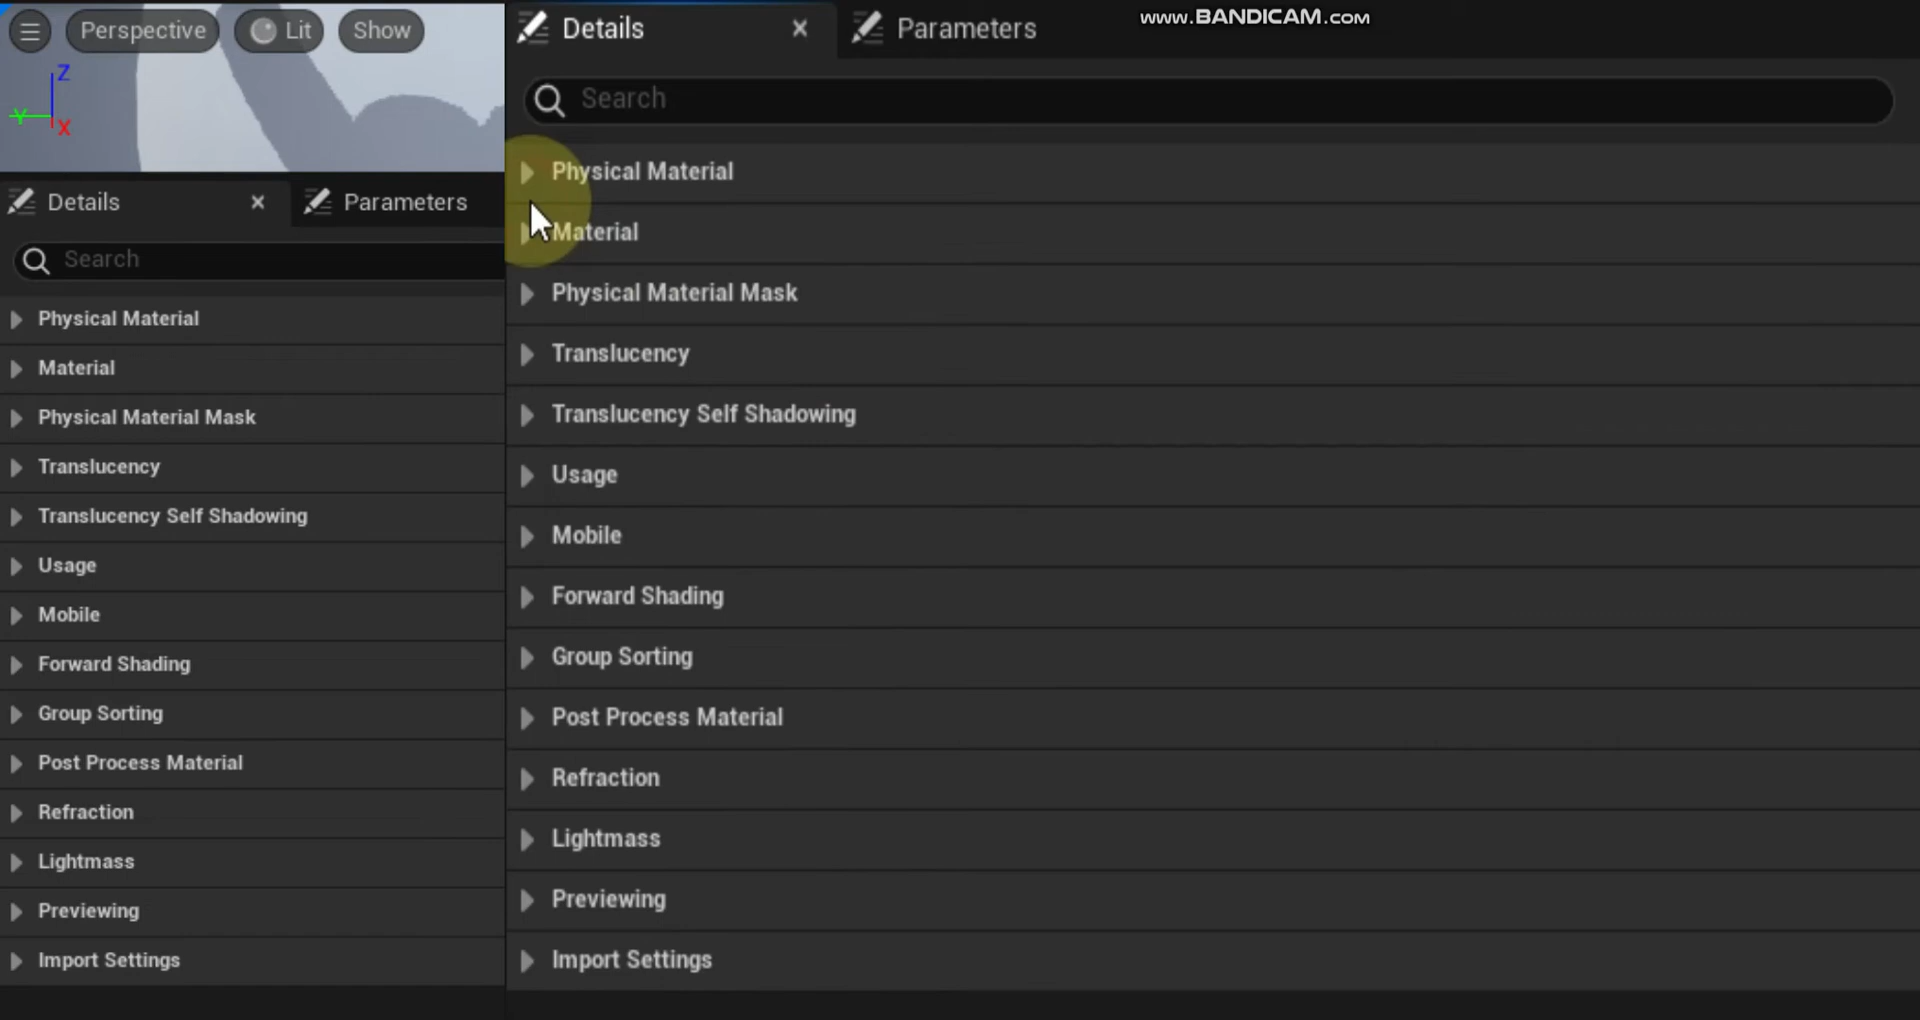 Perspective
Lit
Show
Z
Y
X
Details
Parameters
Search
Physical Material
Material
Physical Material Mask
Translucency
Translucency Self Shadowing
Usage
Mobile
Forward Shading
Group Sorting
Post Process Material
Refraction
Lightmass
Previewing
Import Settings
Details
Parameters
www.BANDICAM.com
Search
Physical Material
Material
Physical Material Mask
Translucency
Translucency Self Shadowing
Usage
Mobile
Forward Shading
Group Sorting
Post Process Material
Refraction
Lightmass
Previewing
Import Settings